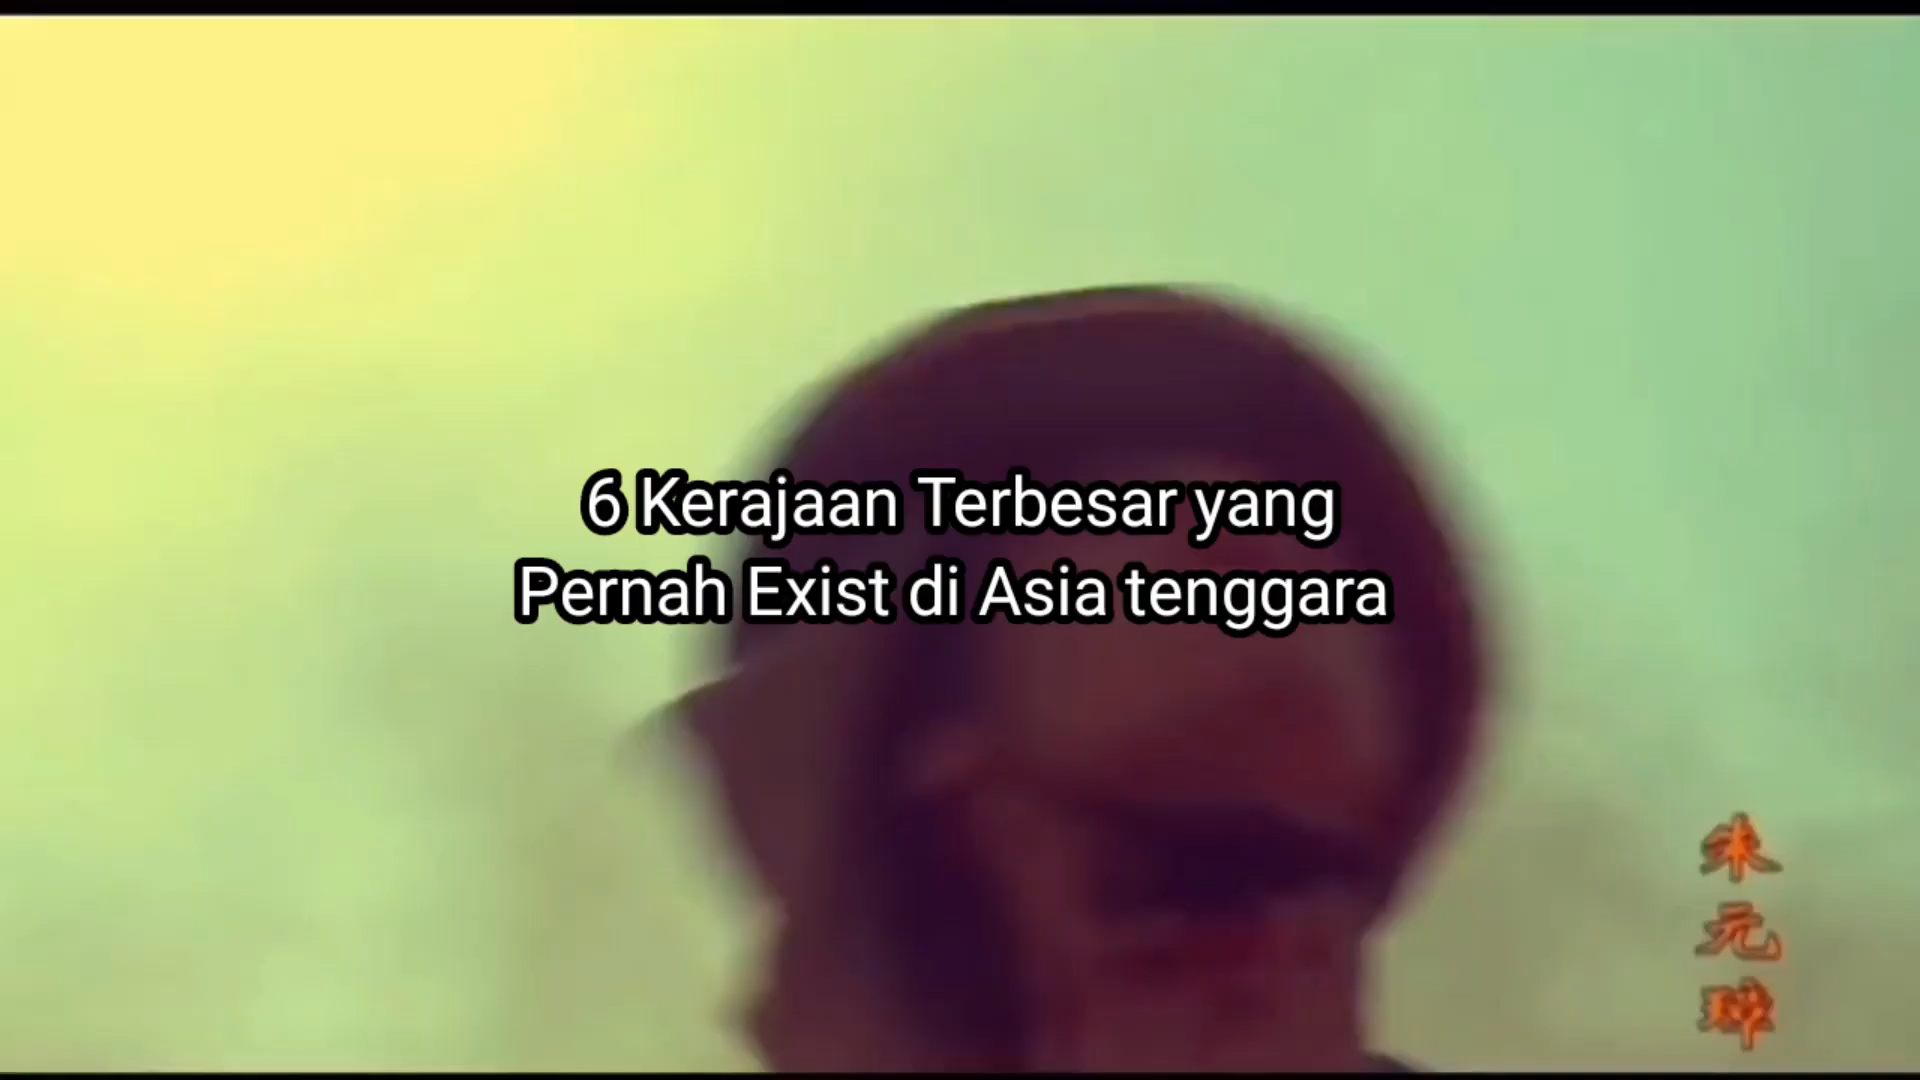 6 Kerajaan Terbesar yang
Pernah Exist di Asia tenggara
朱
元
璋